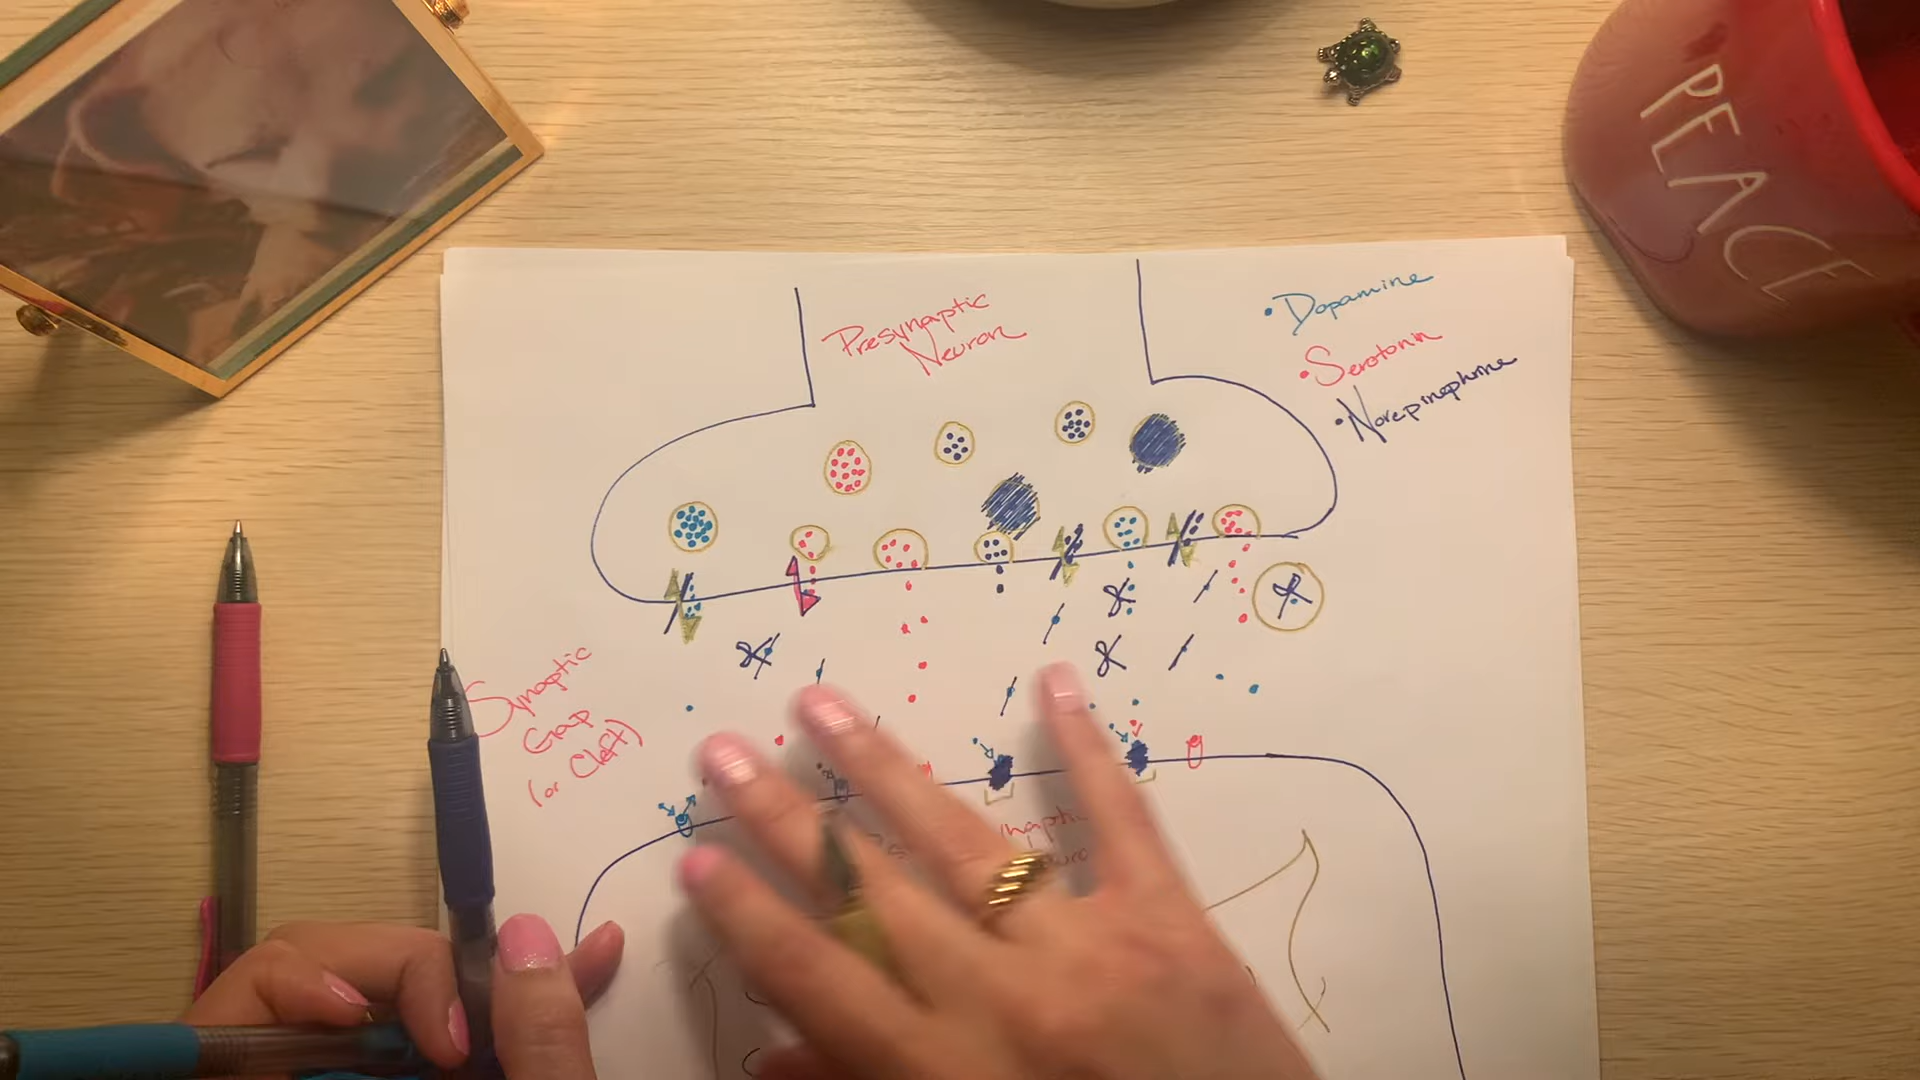 PEACE
Presynaptic
Neuron
• Dopamine
• Serotonin
• Norepinephrine
Synaptic
Gap
(or Cleft)